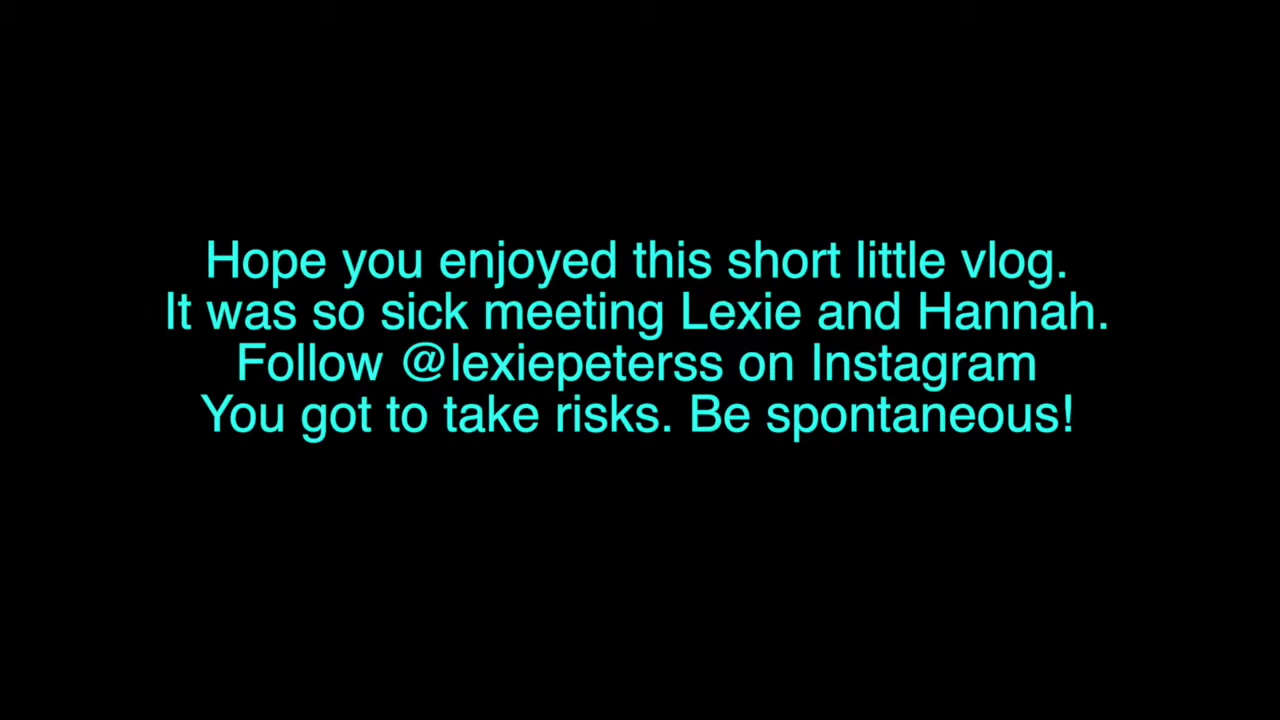 Hope you enjoyed this short little vlog.
It was so sick meeting Lexie and Hannah.
Follow @lexiepeterss on Instagram
You got to take risks. Be spontaneous!